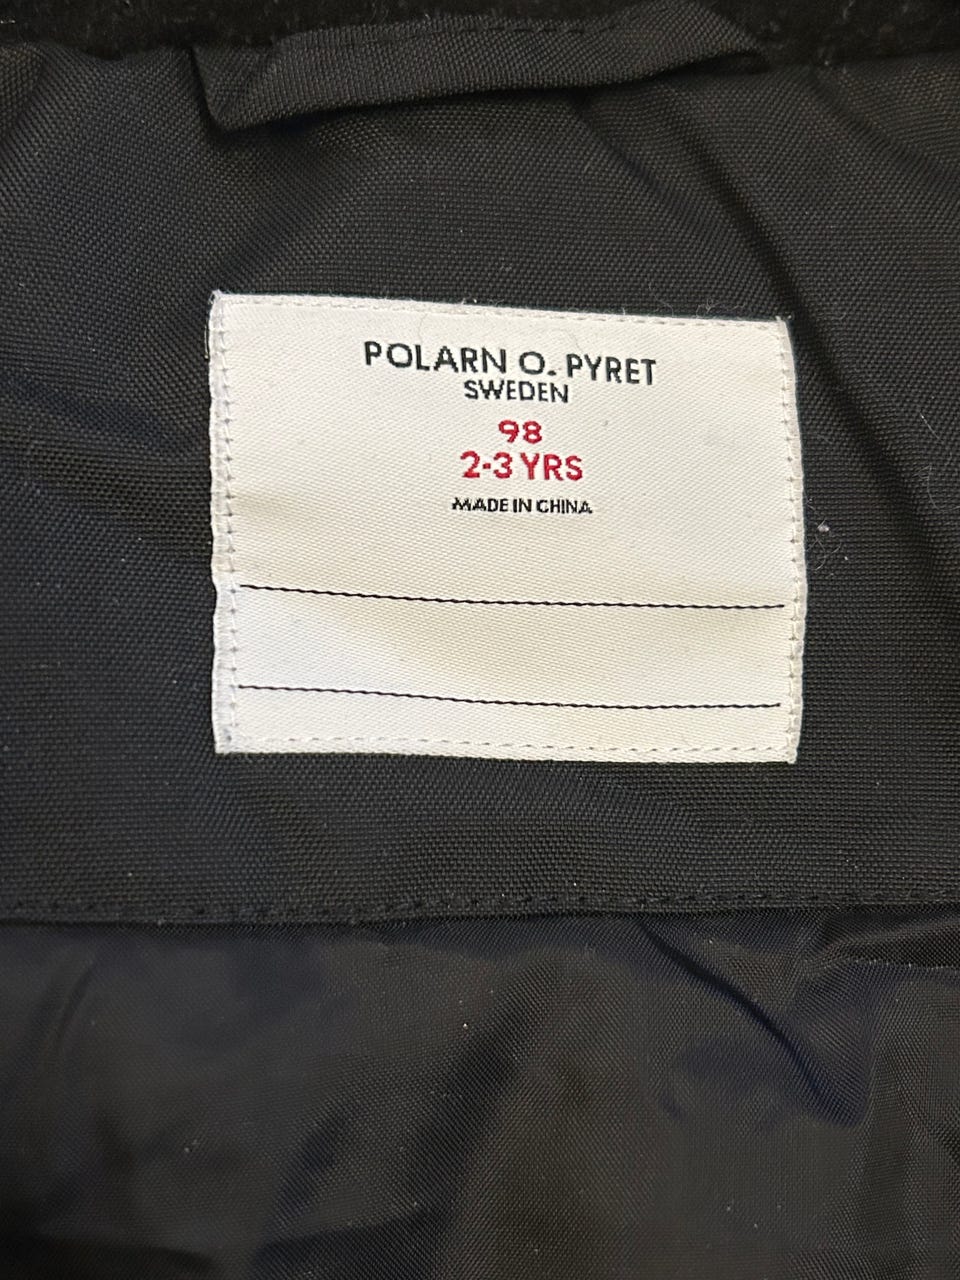 POLARN O. PYRET
SWEDEN
98
2-3 YRS
MADE IN CHINA